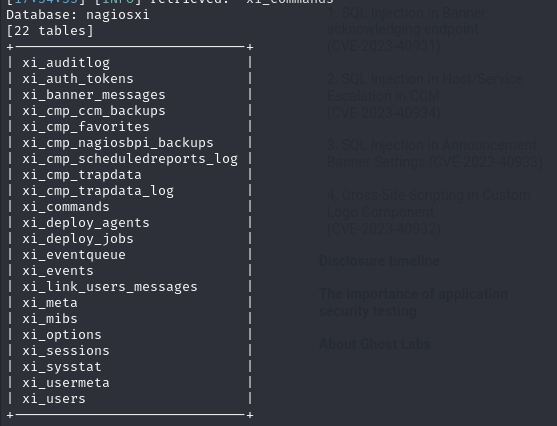 [17:34:55] [INFO] retrieved: 'xi_commands'
Database: nagiosxi
[22 tables]
+-----------------------------+
| xi_auditlog |
| xi_auth_tokens |
| xi_banner_messages |
| xi_cmp_ccm_backups |
| xi_cmp_favorites |
| xi_cmp_nagiosbpi_backups |
| xi_cmp_scheduledreports_log |
| xi_cmp_trapdata |
| xi_cmp_trapdata_log |
| xi_commands |
| xi_deploy_agents |
| xi_deploy_jobs |
| xi_eventqueue |
| xi_events |
| xi_link_users_messages |
| xi_meta |
| xi_mibs |
| xi_options |
| xi_sessions |
| xi_sysstat |
| xi_usermeta |
| xi_users |
+-----------------------------+
1. SQL Injection in Banner
acknowledging endpoint
(CVE-2023-40931)
2. SQL Injection in Host/Service
Escalation in CCM
(CVE-2023-40934)
3. SQL Injection in Announcement
Banner Settings (CVE-2023-40933)
4. Cross-Site Scripting in Custom
Logo Component
(CVE-2023-40932)
Disclosure timeline
The importance of application
security testing
About Ghost Labs